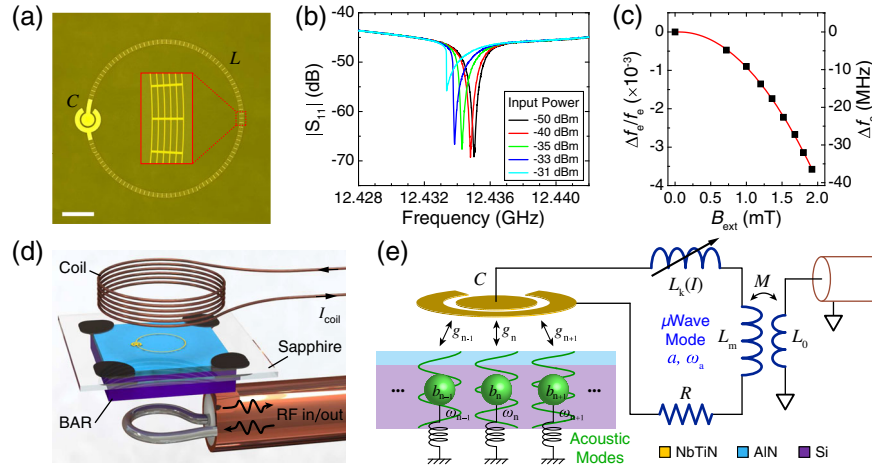 (a)
L
C
(b)
|S11| (dB)
-40
-50
-60
-70
Input Power
-50 dBm
-40 dBm
-35 dBm
-33 dBm
-31 dBm
12.428
12.432
12.436
12.440
Frequency (GHz)
(c)
Δfe/fe (×10-3)
0
-1
-2
-3
-4
0.0
0.5
1.0
1.5
2.0
Bext (mT)
0
-10
-20
-30
-40
Δfe (MHz)
(d)
Coil
Icoil
Sapphire
BAR
RF in/out
(e)
C
Lk(I)
M
gn-1
gn
gn+1
μWave
Mode
a, ωa
Lm
L0
...
bn-1
bn
bn+1
...
ωn-1
ωn
ωn+1
R
Acoustic
Modes
NbTiN
AlN
Si